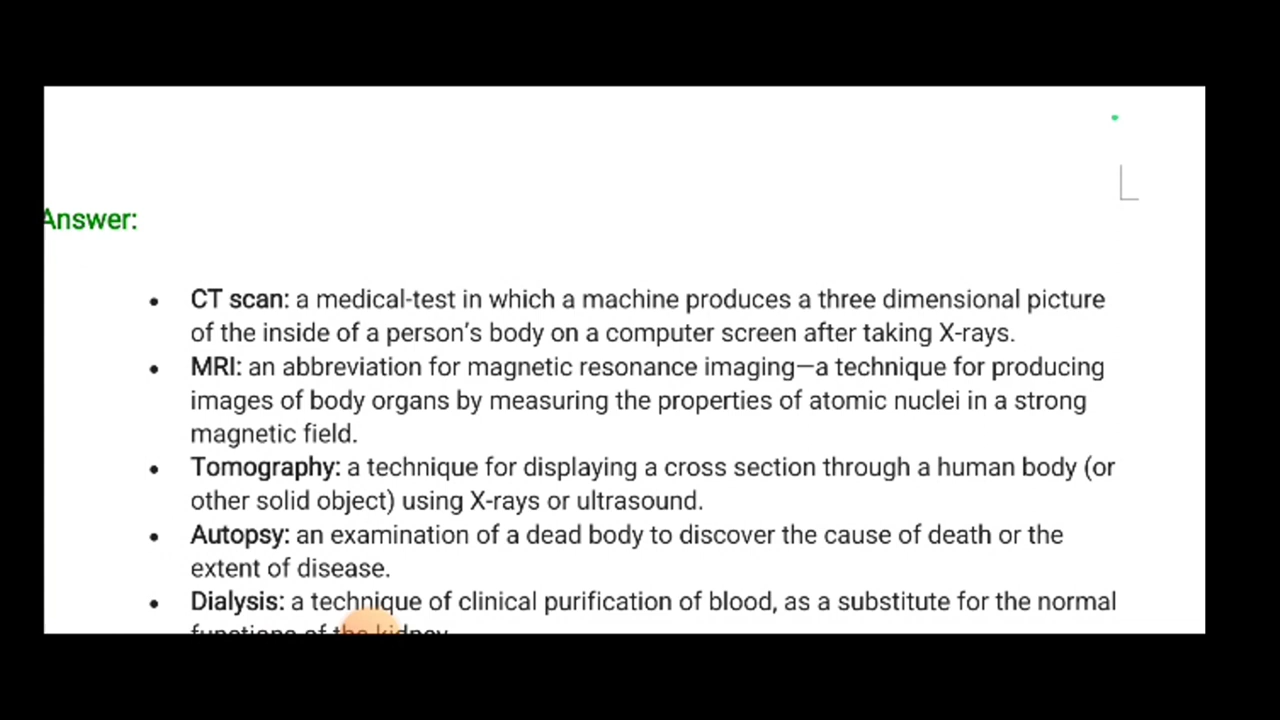 Answer:
CT scan: a medical-test in which a machine produces a three dimensional picture
of the inside of a person's body on a computer screen after taking X-rays.
MRI: an abbreviation for magnetic resonance imaging—a technique for producing
images of body organs by measuring the properties of atomic nuclei in a strong
magnetic field.
Tomography: a technique for displaying a cross section through a human body (or
other solid object) using X-rays or ultrasound.
Autopsy: an examination of a dead body to discover the cause of death or the
extent of disease.
Dialysis: a technique of clinical purification of blood, as a substitute for the normal
functions of the kidney